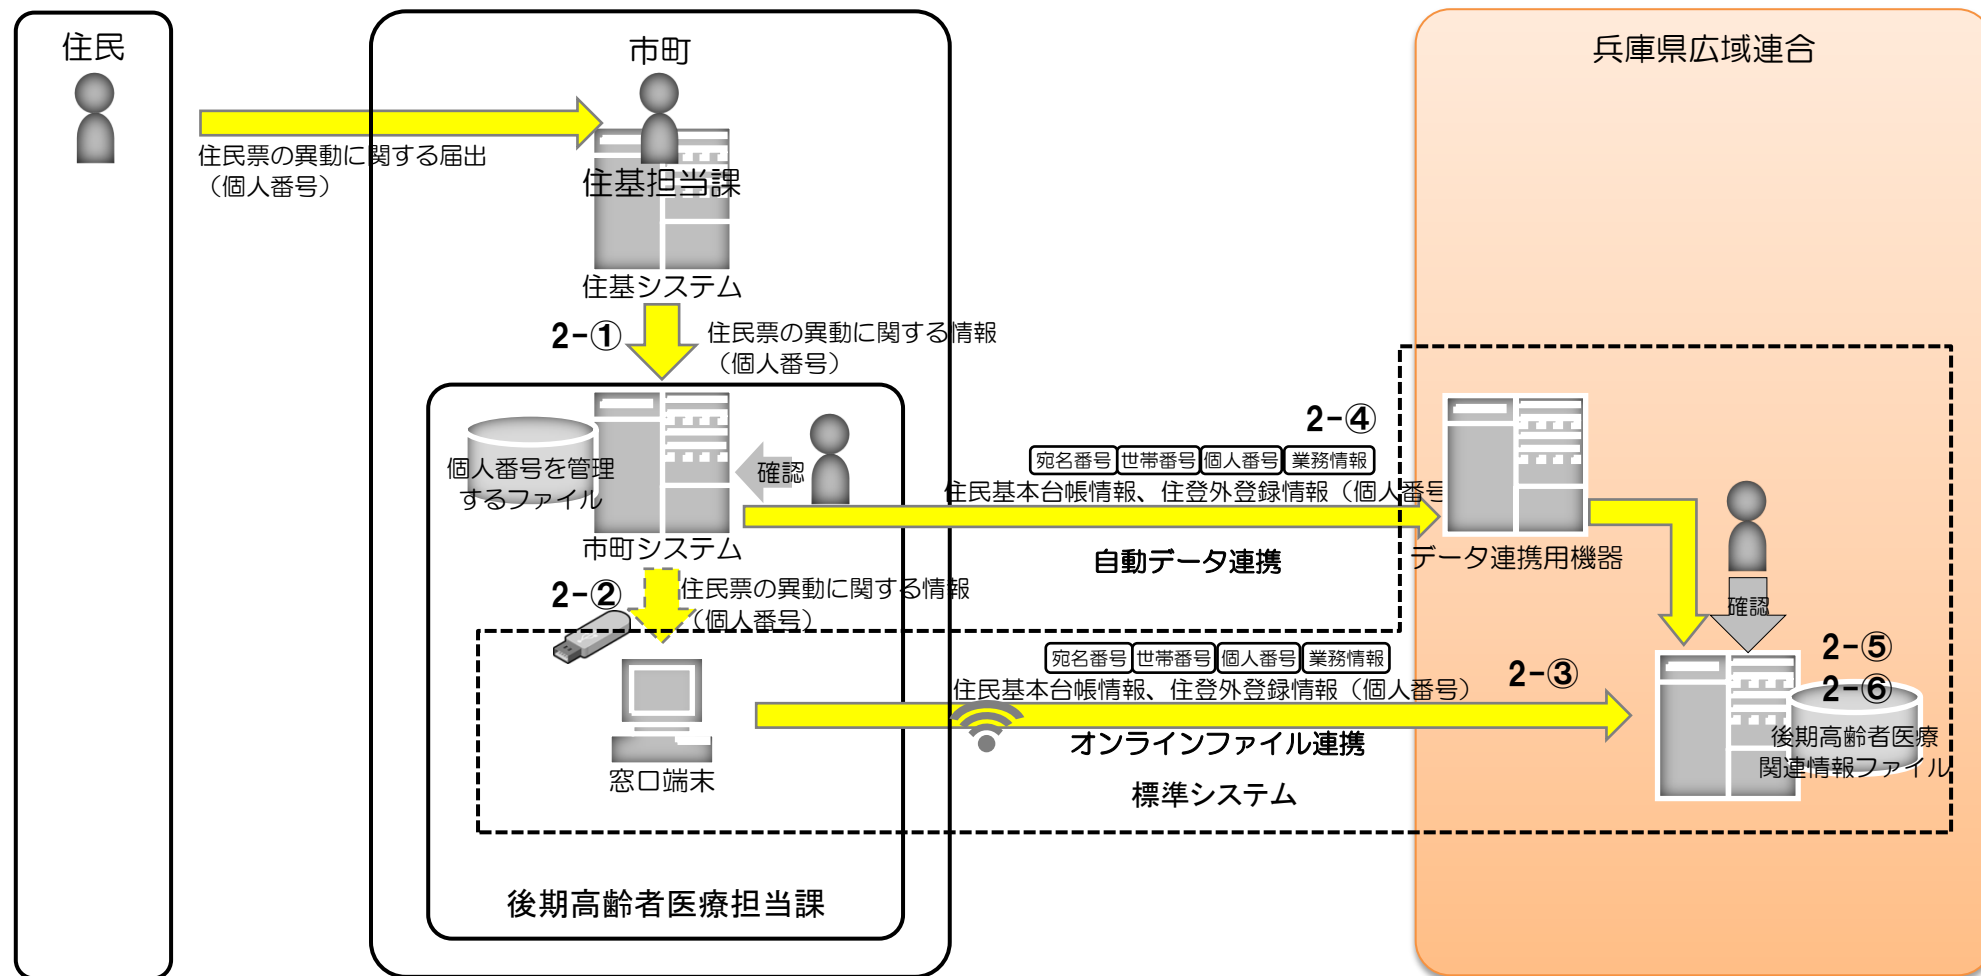 住民
市町
兵庫県広域連合
住民票の異動に関する届出
（個人番号）
住基担当課
住基システム
2-①
住民票の異動に関する情報
（個人番号）
個人番号を管理
するファイル
確認
市町システム
2-④
宛名番号 世帯番号 個人番号 業務情報
住民基本台帳情報、住登外登録情報（個人番号
自動データ連携
データ連携用機器
確認
2-②
住民票の異動に関する情報
（個人番号）
宛名番号 世帯番号 個人番号 業務情報
住民基本台帳情報、住登外登録情報（個人番号）
2-③
オンラインファイル連携
標準システム
窓口端末
2-⑤
2-⑥
後期高齢者医療
関連情報ファイル
後期高齢者医療担当課